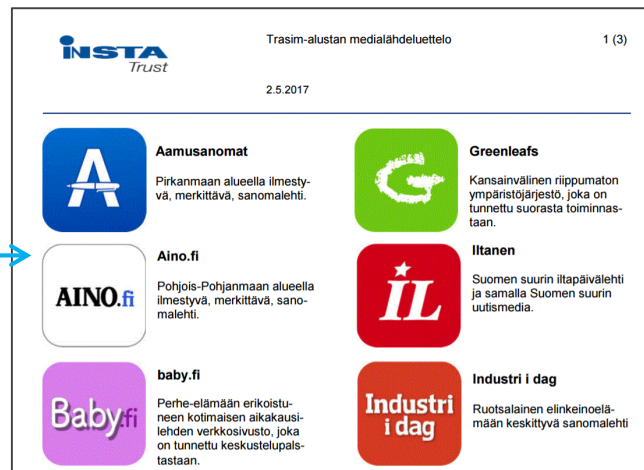 INSTA
Trust
Trasim-alustan medialähdeluettelo
1 (3)
2.5.2017
A
Aamusanomat
Pirkanmaan alueella ilmesty-
vä, merkittävä, sanomalehti.
G
Greenleafs
Kansainvälinen riippumaton
ympäristöjärjestö, joka on
tunnettu suorasta toiminnas-
taan.
AINO.fi
Aino.fi
Pohjois-Pohjanmaan alueella
ilmestyvä, merkittävä, sano-
malehti.
IL
Iltanen
Suomen suurin iltapäivälehti
ja samalla Suomen suurin
uutismedia.
Baby.fi
baby.fi
Perhe-elämään erikoistu-
neen kotimaisen aikakausi-
lehden verkkosivusto, joka
on tunnettu keskustelupals-
tastaan.
Industri
i dag
Industri i dag
Ruotsalainen elinkeinoelä-
mään keskittyvä sanomalehti